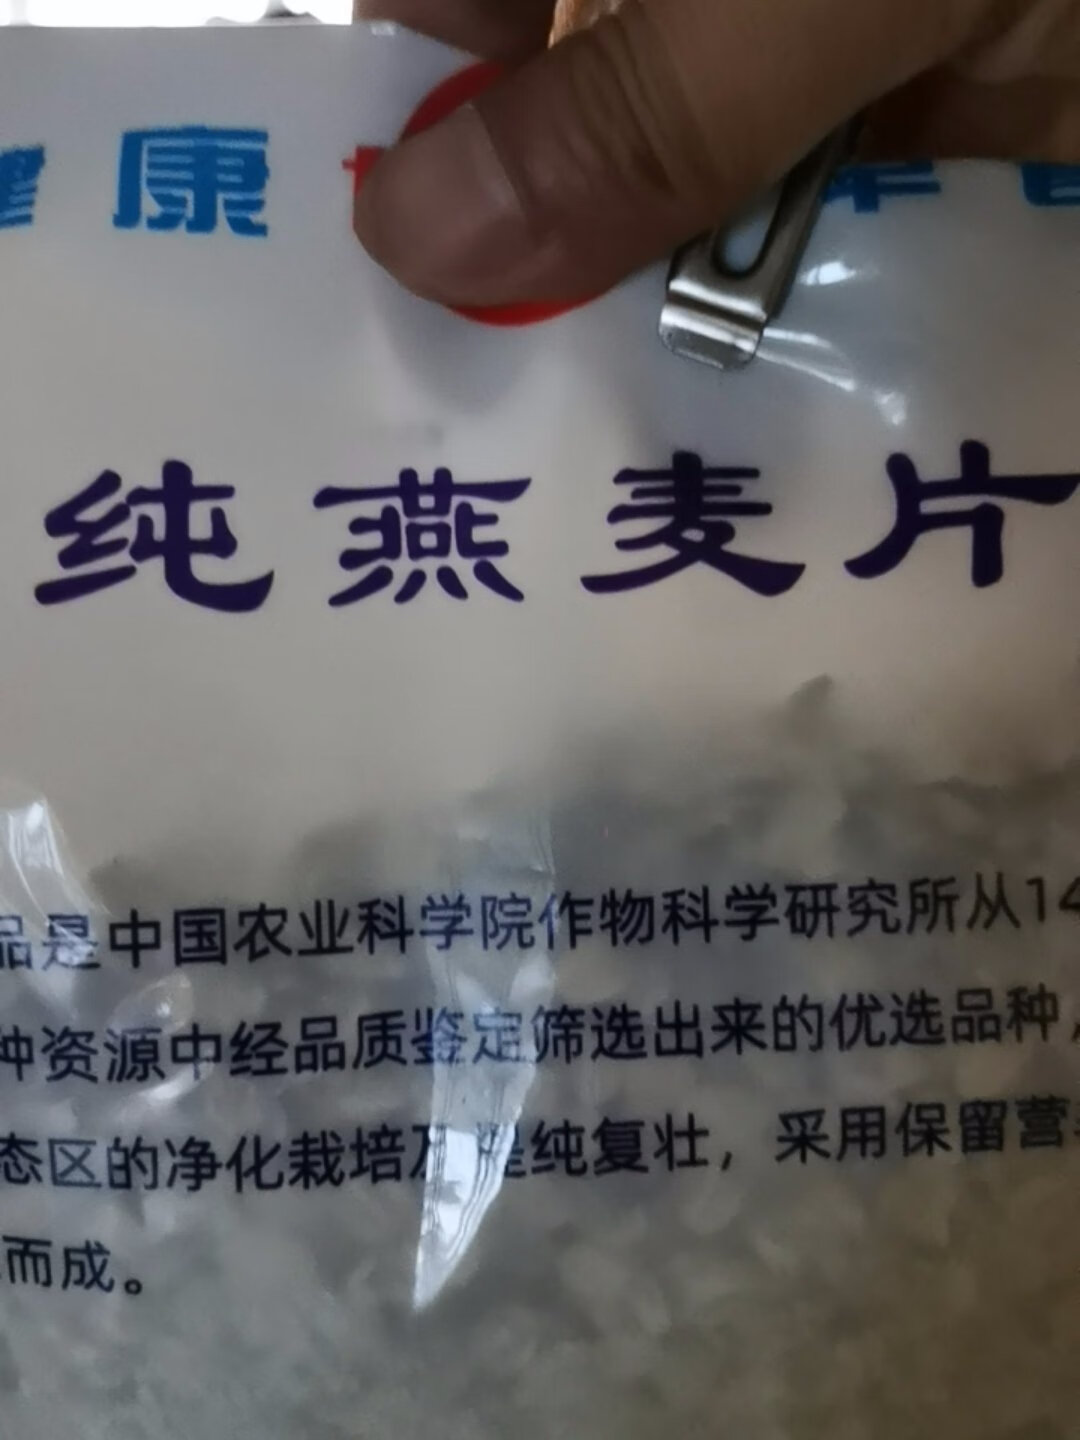 康
纯燕麦片
品是中国农业科学院作物科学研究所从14
种资源中经品质鉴定筛选出来的优选品种
态区的净化栽培及提纯复壮，采用保留营
而成。